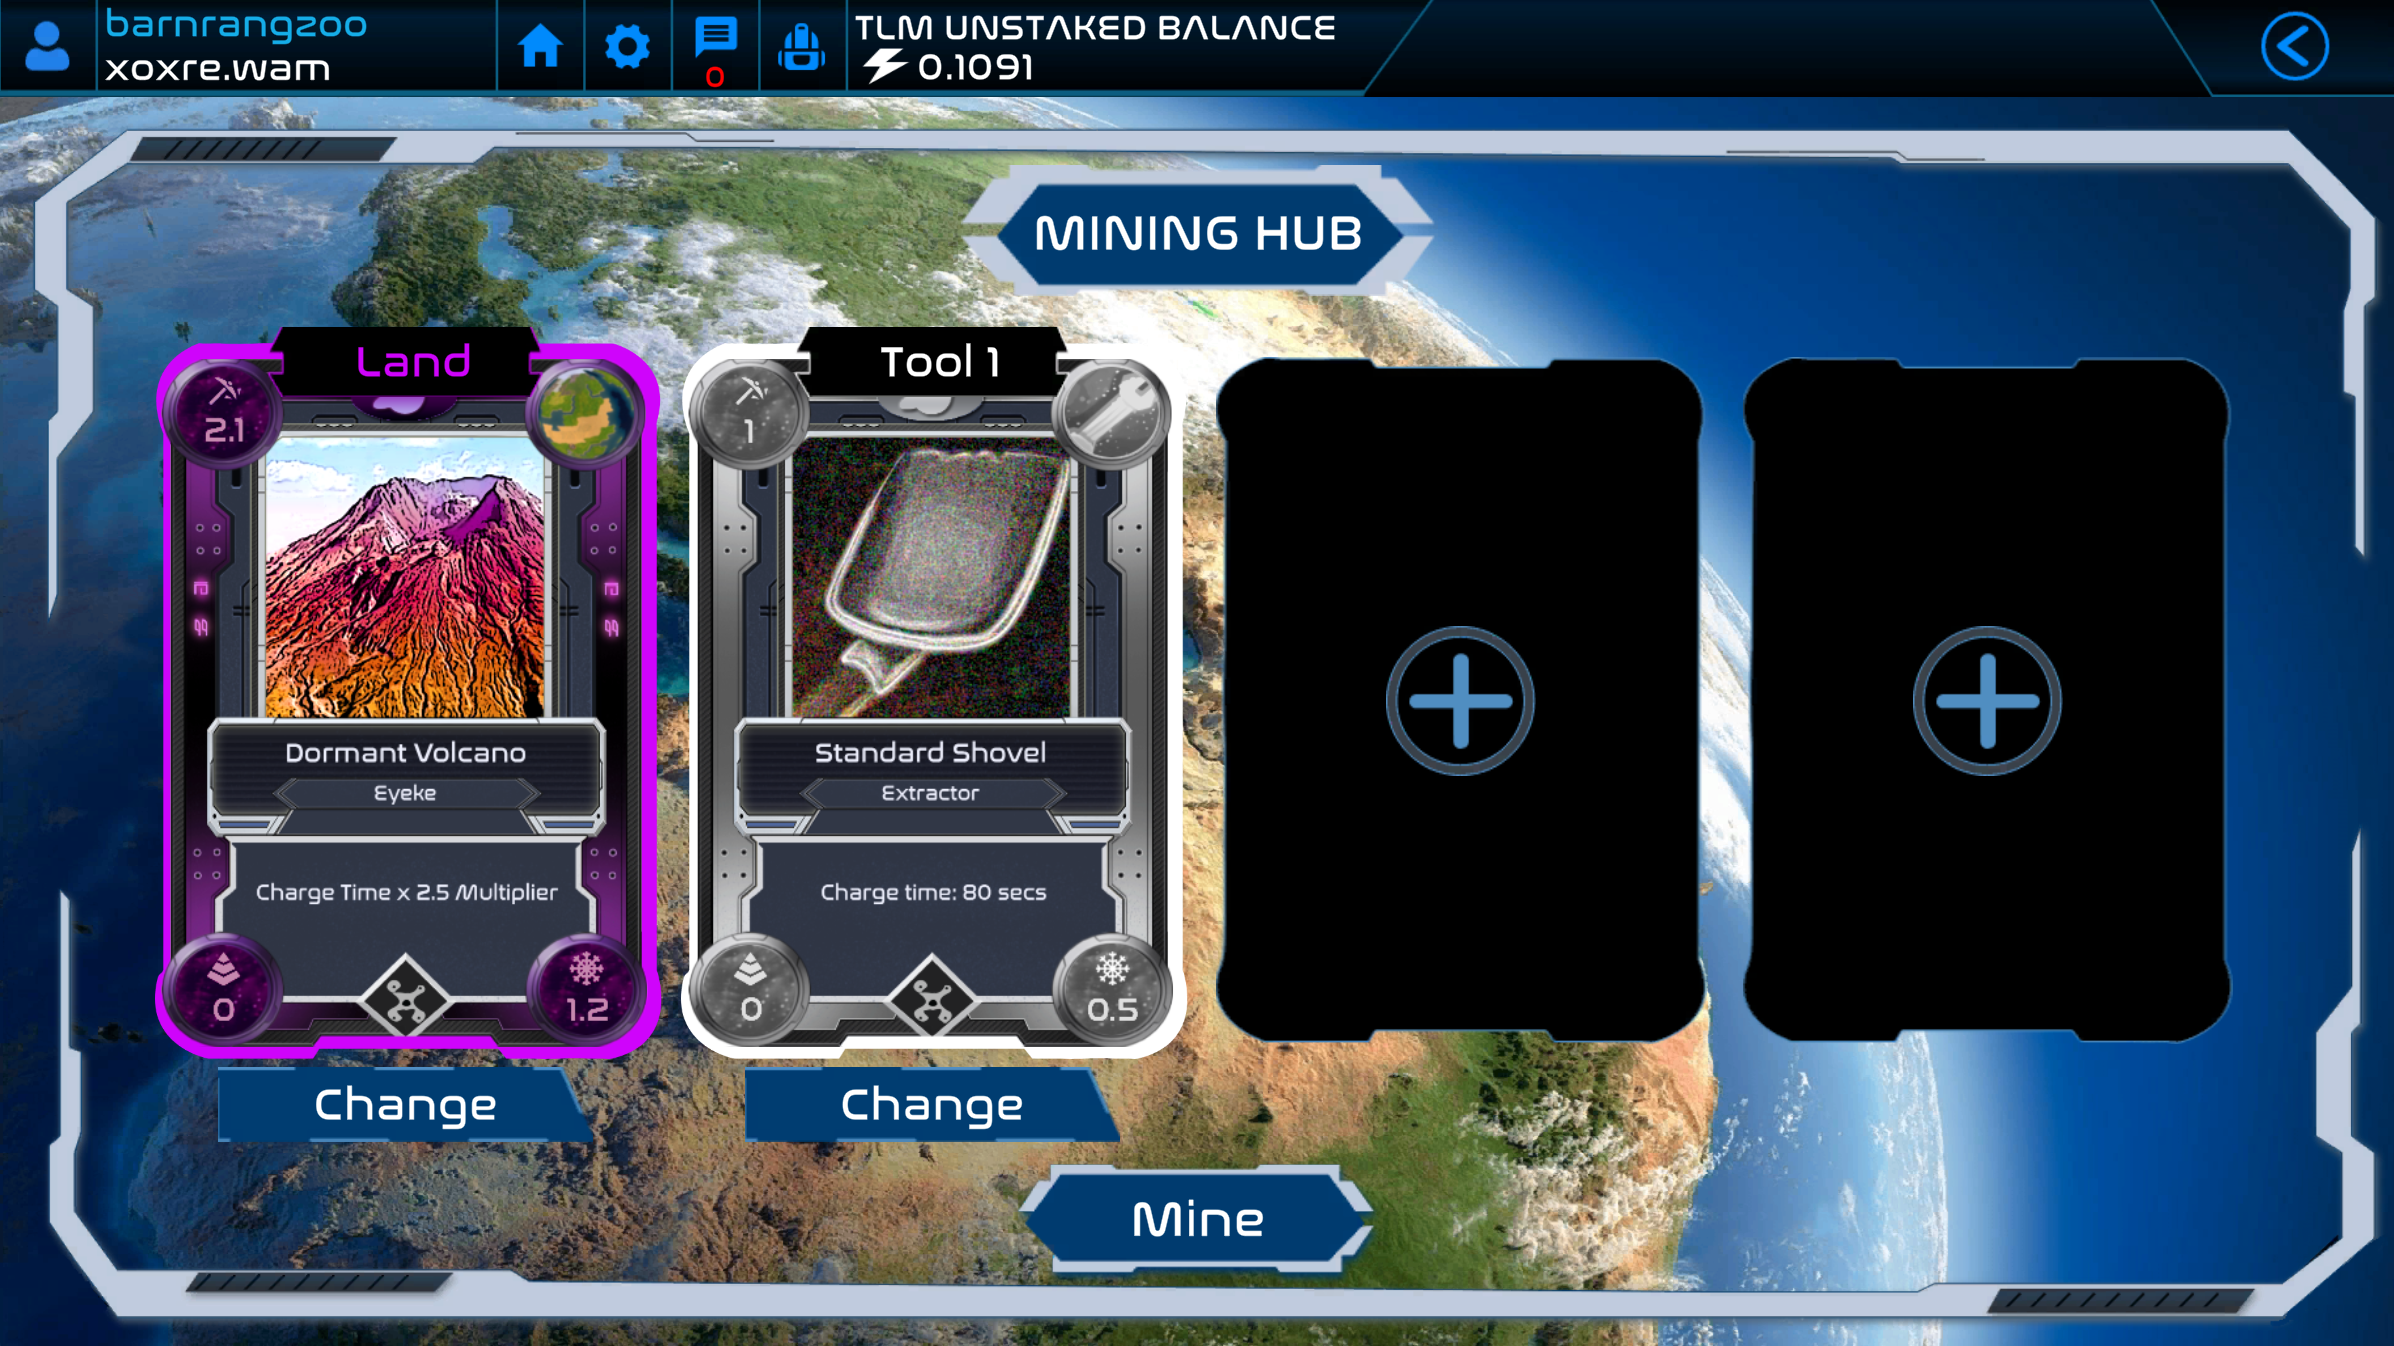 barnrangzoo
xoxre.wam
0
TLM UNSTAKED BALANCE
0.1091
MINING HUB
Land
2.1
Dormant Volcano
Eyeke
Charge Time x 2.5 Multiplier
0
1.2
Change
Tool 1
1
Standard Shovel
Extractor
Charge time: 80 secs
0
0.5
Change
Mine